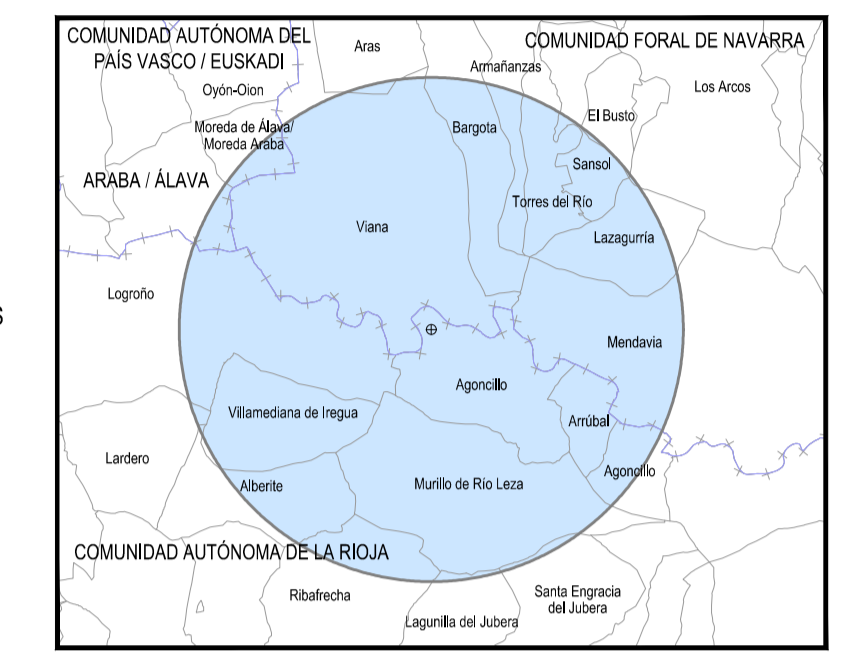 COMUNIDAD AUTÓNOMA DEL
PAÍS VASCO / EUSKADI
Aras
COMUNIDAD FORAL DE NAVARRA
Armañanzas
Oyón-Oion
Los Arcos
El Busto
Moreda de Álava/
Moreda Araba
Bargota
Sansol
ARABA / ÁLAVA
Torres del Río
Viana
Lazagurría
Logroño
S
Mendavia
Agoncillo
Villamediana de Iregua
Arrúbal
Lardero
Agoncillo
Alberite
Murillo de Río Leza
COMUNIDAD AUTÓNOMA DE LA RIOJA
Ribafrecha
Santa Engracia
del Jubera
Lagunilla del Jubera